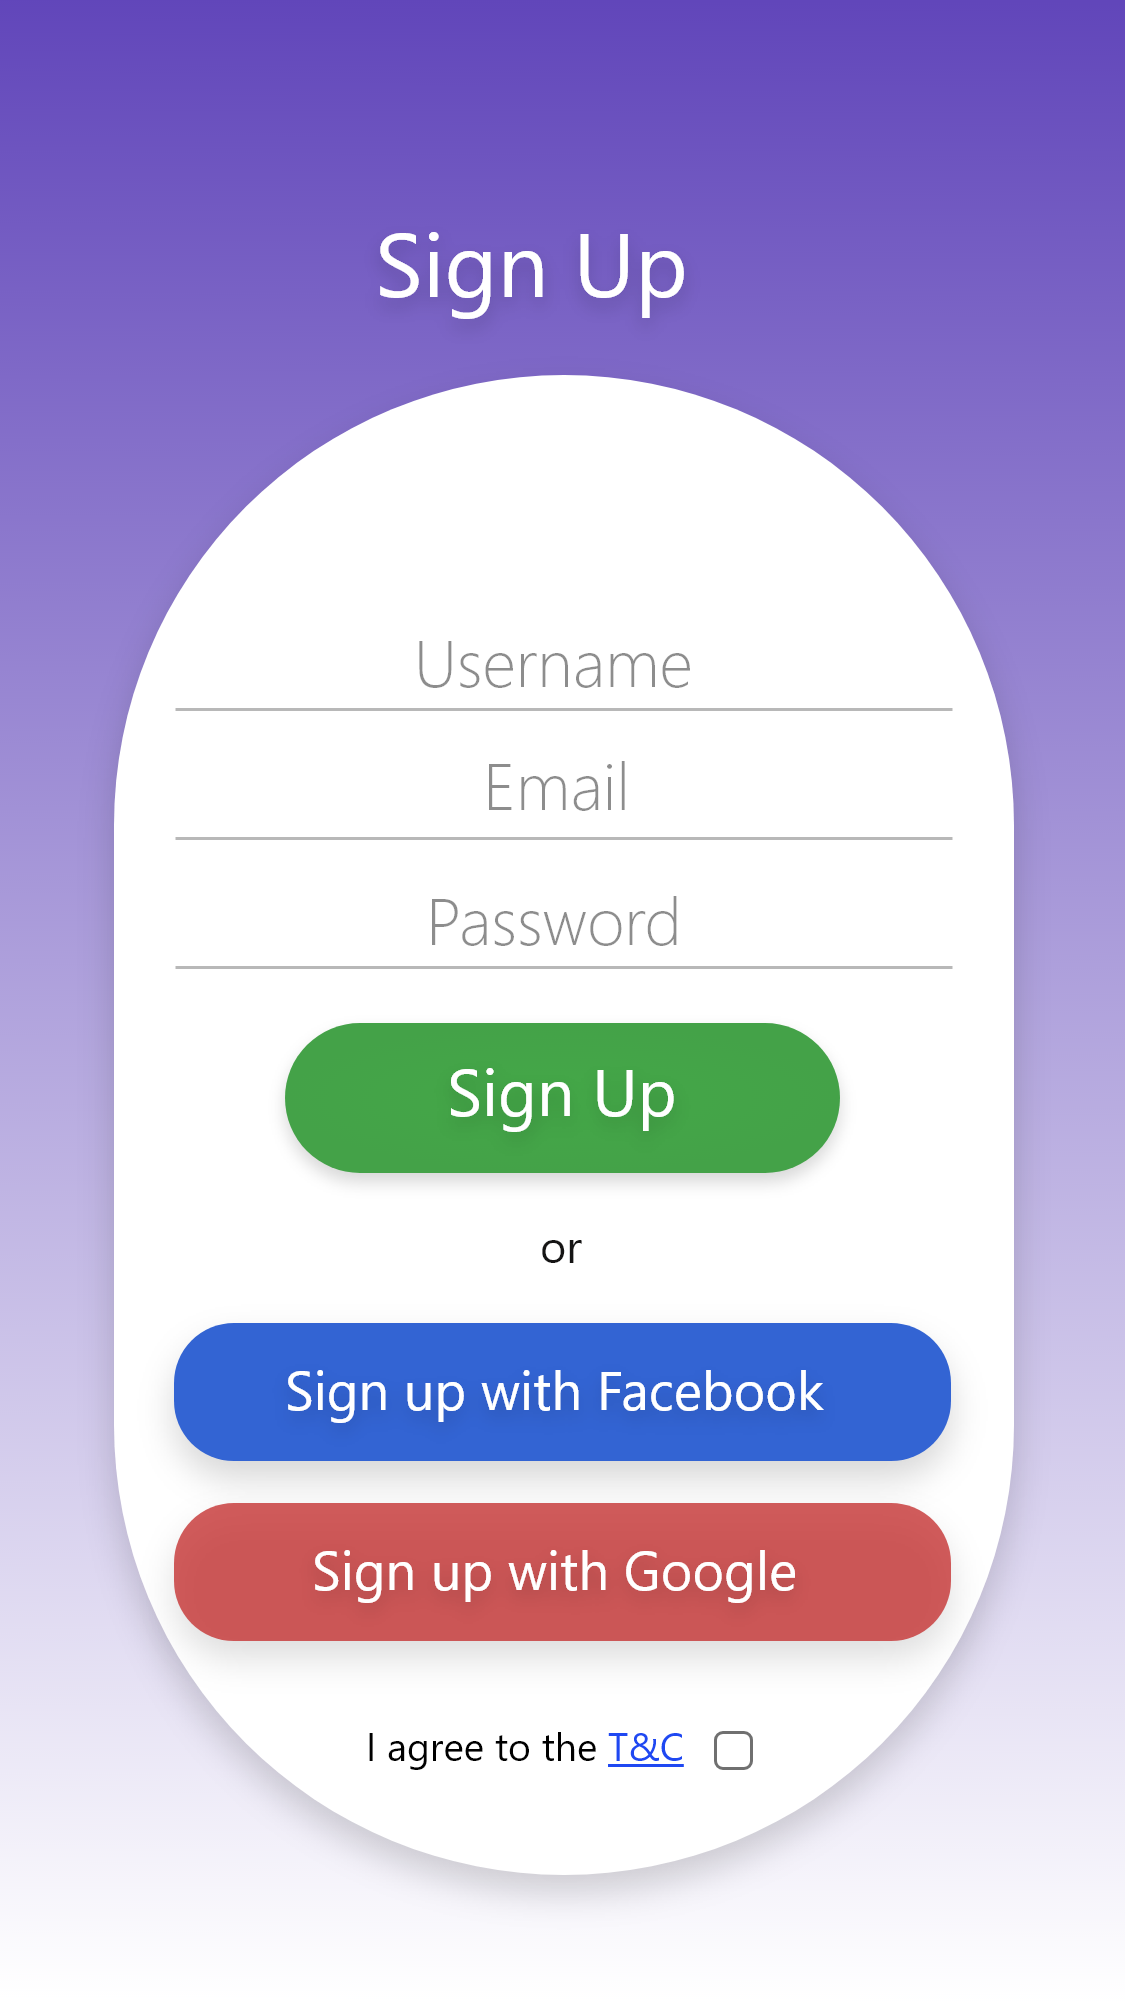 Sign Up
Username
Email
Password
Sign Up
or
Sign up with Facebook
Sign up with Google
I agree to the T&C